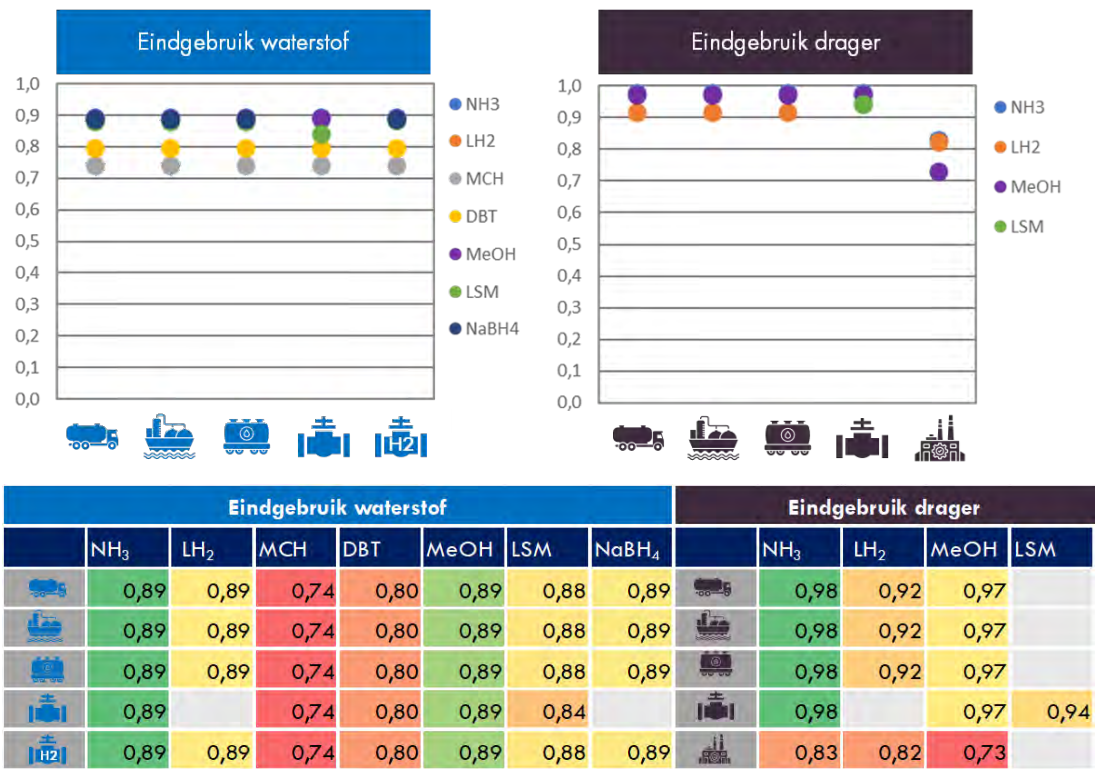 Eindgebruik waterstof
1,0
0,9
0,8
0,7
0,6
0,5
0,4
0,3
0,2
0,1
0,0
NH3
LH2
MCH
DBT
MeOH
LSM
NaBH4
H2
Eindgebruik drager
1,0
0,9
0,8
0,7
0,6
0,5
0,4
0,3
0,2
0,1
0,0
NH3
LH2
MeOH
LSM
Eindgebruik waterstof Eindgebruik drager
NH₃ LH₂ MCH DBT MeOH LSM NaBH₄ NH₃ LH₂ MeOH LSM
0,89 0,89 0,74 0,80 0,89 0,88 0,89 0,98 0,92 0,97
0,89 0,89 0,74 0,80 0,89 0,88 0,89 0,98 0,92 0,97
0,89 0,89 0,74 0,80 0,89 0,88 0,89 0,98 0,92 0,97
0,89 0,74 0,80 0,89 0,84 0,98 0,97 0,94
H2 0,89 0,89 0,74 0,80 0,89 0,88 0,89 0,83 0,82 0,73